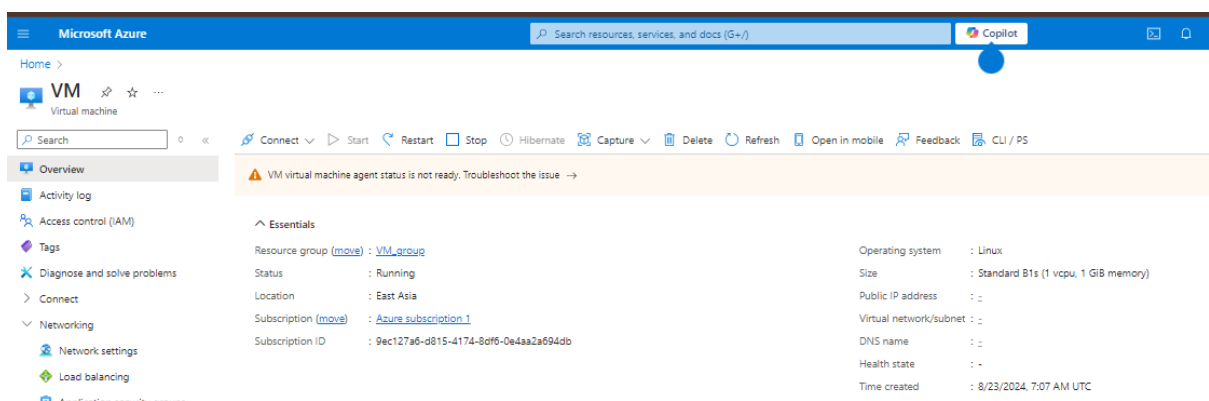 Microsoft Azure
Search resources, services, and docs (G+/)
Copilot
Home >
VM
Virtual machine
Search
Connect
Start
Restart
Stop
Hibernate
Capture
Delete
Refresh
Open in mobile
Feedback
CLI / PS
Overview
Activity log
Access control (IAM)
Tags
Diagnose and solve problems
Connect
Networking
Network settings
Load balancing
Application security groups
VM virtual machine agent status is not ready. Troubleshoot the issue →
Essentials
Resource group (move) : VM_group
Status : Running
Location : East Asia
Subscription (move) : Azure subscription 1
Subscription ID : 9ec127a6-d815-4174-8df6-0e4aa2a694db
Operating system : Linux
Size : Standard B1s (1 vcpu, 1 GiB memory)
Public IP address : -
Virtual network/subnet : -
DNS name : -
Health state : -
Time created : 8/23/2024, 7:07 AM UTC